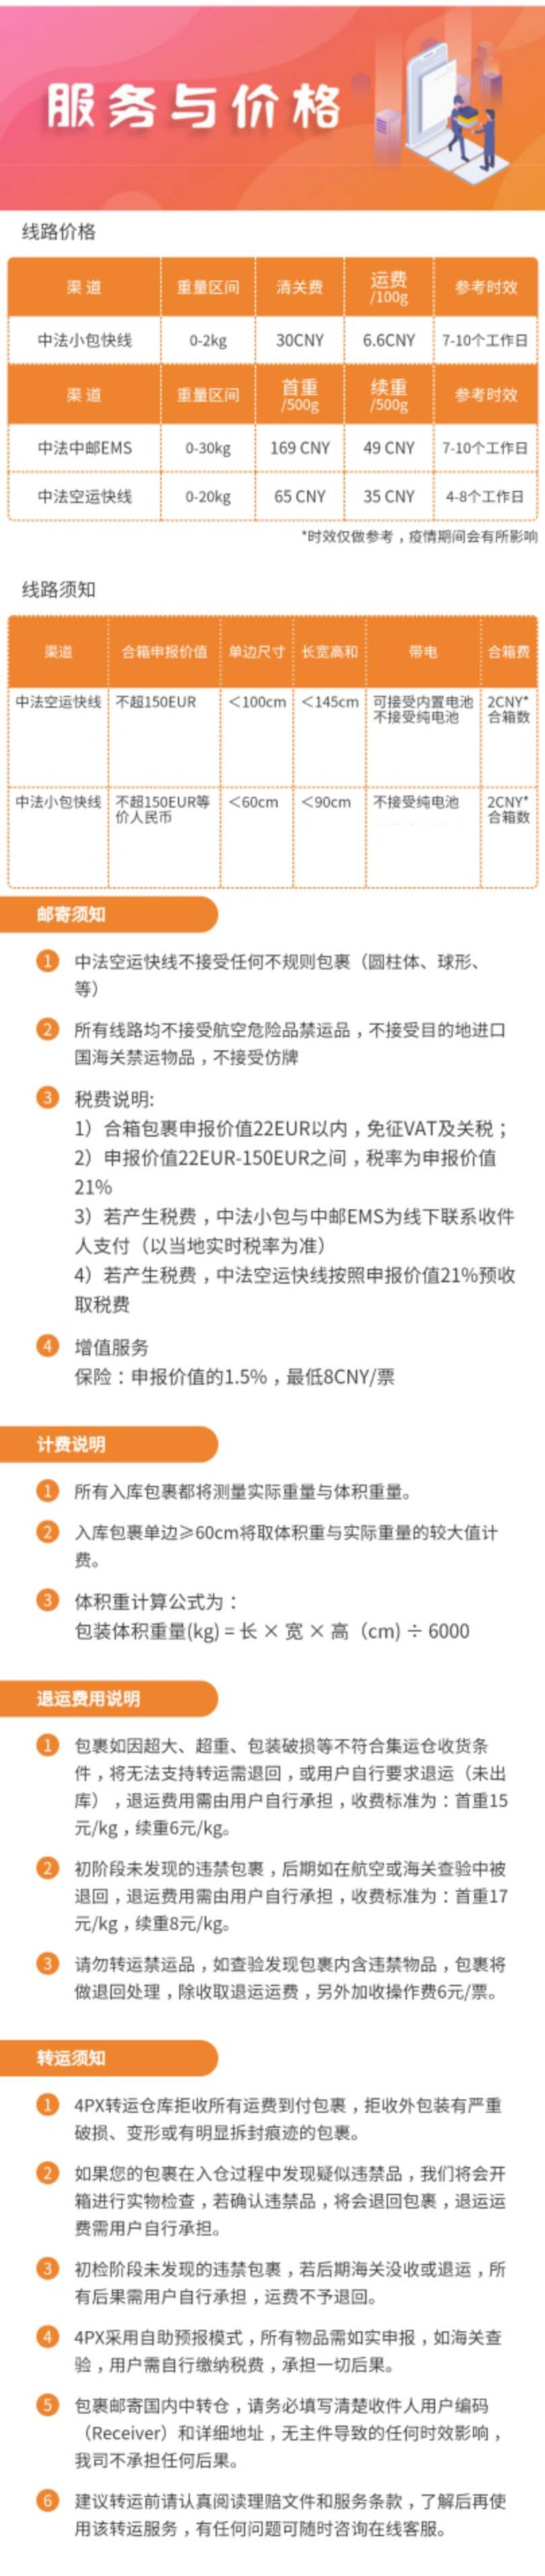 服务与价格
线路价格
渠 道 重量区间 清关费 运费/100g 参考时效
中法小包快线 0-2kg 30CNY 6.6CNY 7-10个工作日
渠 道 重量区间 首重/500g 续重/500g 参考时效
中法中邮EMS 0-30kg 169 CNY 49 CNY 7-10个工作日
中法空运快线 0-20kg 65 CNY 35 CNY 4-8个工作日
*时效仅做参考，疫情期间会有所影响
线路须知
渠道 合箱申报价值 单边尺寸 长宽高和 带电 合箱费
中法空运快线 不超150EUR ＜100cm ＜145cm 可接受内置电池 2CNY*
不接受纯电池 合箱数
中法小包快线 不超150EUR等 ＜60cm ＜90cm 不接受纯电池 2CNY*
价人民币 合箱数
邮寄须知
1 中法空运快线不接受任何不规则包裹（圆柱体、球形、
等）
2 所有线路均不接受航空危险品禁运品，不接受目的地进口
国海关禁运物品，不接受仿牌
3 税费说明:
1）合箱包裹申报价值22EUR以内，免征VAT及关税；
2）申报价值22EUR-150EUR之间，税率为申报价值
21%
3）若产生税费，中法小包与中邮EMS为线下联系收件
人支付（以当地实时税率为准）
4）若产生税费，中法空运快线按照申报价值21%预收
取税费
4 增值服务
保险：申报价值的1.5%，最低8CNY/票
计费说明
1 所有入库包裹都将测量实际重量与体积重量。
2 入库包裹单边≥60cm将取体积重与实际重量的较大值计
费。
3 体积重计算公式为：
包装体积重量(kg) = 长 × 宽 × 高（cm) ÷ 6000
退运费用说明
1 包裹如因超大、超重、包装破损等不符合集运仓收货条
件，将无法支持转运需退回，或用户自行要求退运（未出
库），退运费用需由用户自行承担，收费标准为：首重15
元/kg，续重6元/kg。
2 初阶段未发现的违禁包裹，后期如在航空或海关查验中被
退回，退运费用需由用户自行承担，收费标准为：首重17
元/kg，续重8元/kg。
3 请勿转运禁运品，如查验发现包裹内含违禁物品，包裹将
做退回处理，除收取退运运费，另外加收操作费6元/票。
转运须知
1 4PX转运仓库拒收所有运费到付包裹，拒收外包装有严重
破损、变形或有明显拆封痕迹的包裹。
2 如果您的包裹在入仓过程中发现疑似违禁品，我们将会开
箱进行实物检查，若确认违禁品，将会退回包裹，退运运
费需用户自行承担。
3 初检阶段未发现的违禁包裹，若后期海关没收或退运，所
有后果需用户自行承担，运费不予退回。
4 4PX采用自助预报模式，所有物品需如实申报，如海关查
验，用户需自行缴纳税费，承担一切后果。
5 包裹邮寄国内中转仓，请务必填写清楚收件人用户编码
（Receiver）和详细地址，无主件导致的任何时效影响，
我司不承担任何后果。
6 建议转运前请认真阅读理赔文件和服务条款，了解后再使
用该转运服务，有任何问题可随时咨询在线客服。